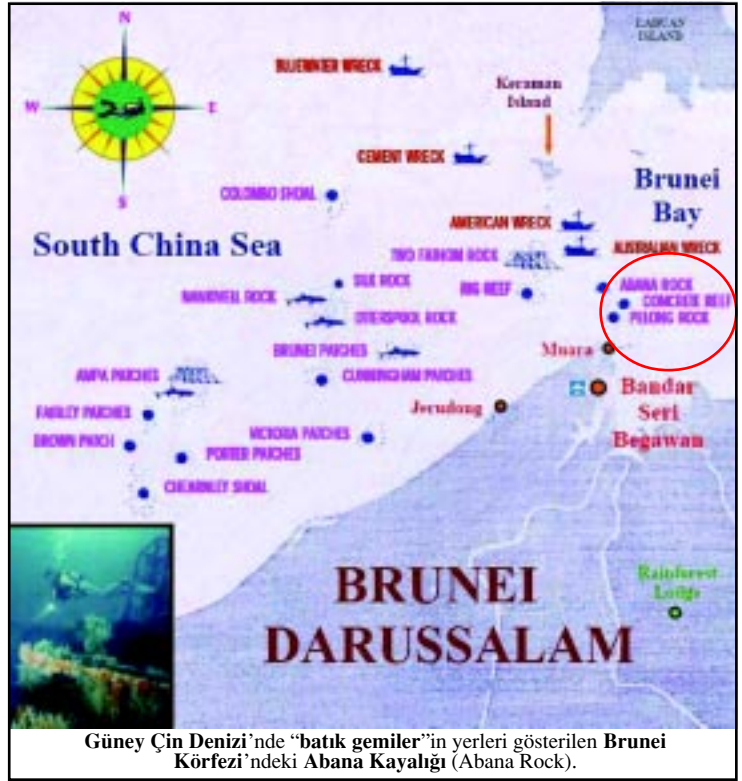 N
LABUAN
ISLAND
BLUEWATER WRECK
Keraman
Island
W
E
CEMENT WRECK
S
COLOMBO SHOAL
Brunei
Bay
AMERICAN WRECK
South China Sea
AUSTRALIAN WRECK
TWO FATHOM ROCK
SILK ROCK
ABANA ROCK
RIG REEF
CONCRETE REEF
PELONG ROCK
OTTERSPOOL ROCK
Muara
BRUNEI PATCHES
AMPA PATCHES
CUNNINGHAM PATCHES
Bandar
Seri
Begawan
Jerudong
FAIRLEY PATCHES
VICTORIA PATCHES
BROWN PATCH
PORTER PATCHES
CHEARNLEY SHOAL
BRUNEI
DARUSSALAM
Rainforest
Lodge
Güney Çin Denizi’nde “batık gemiler”in yerleri gösterilen Brunei
Körfezi’ndeki Abana Kayalığı (Abana Rock).